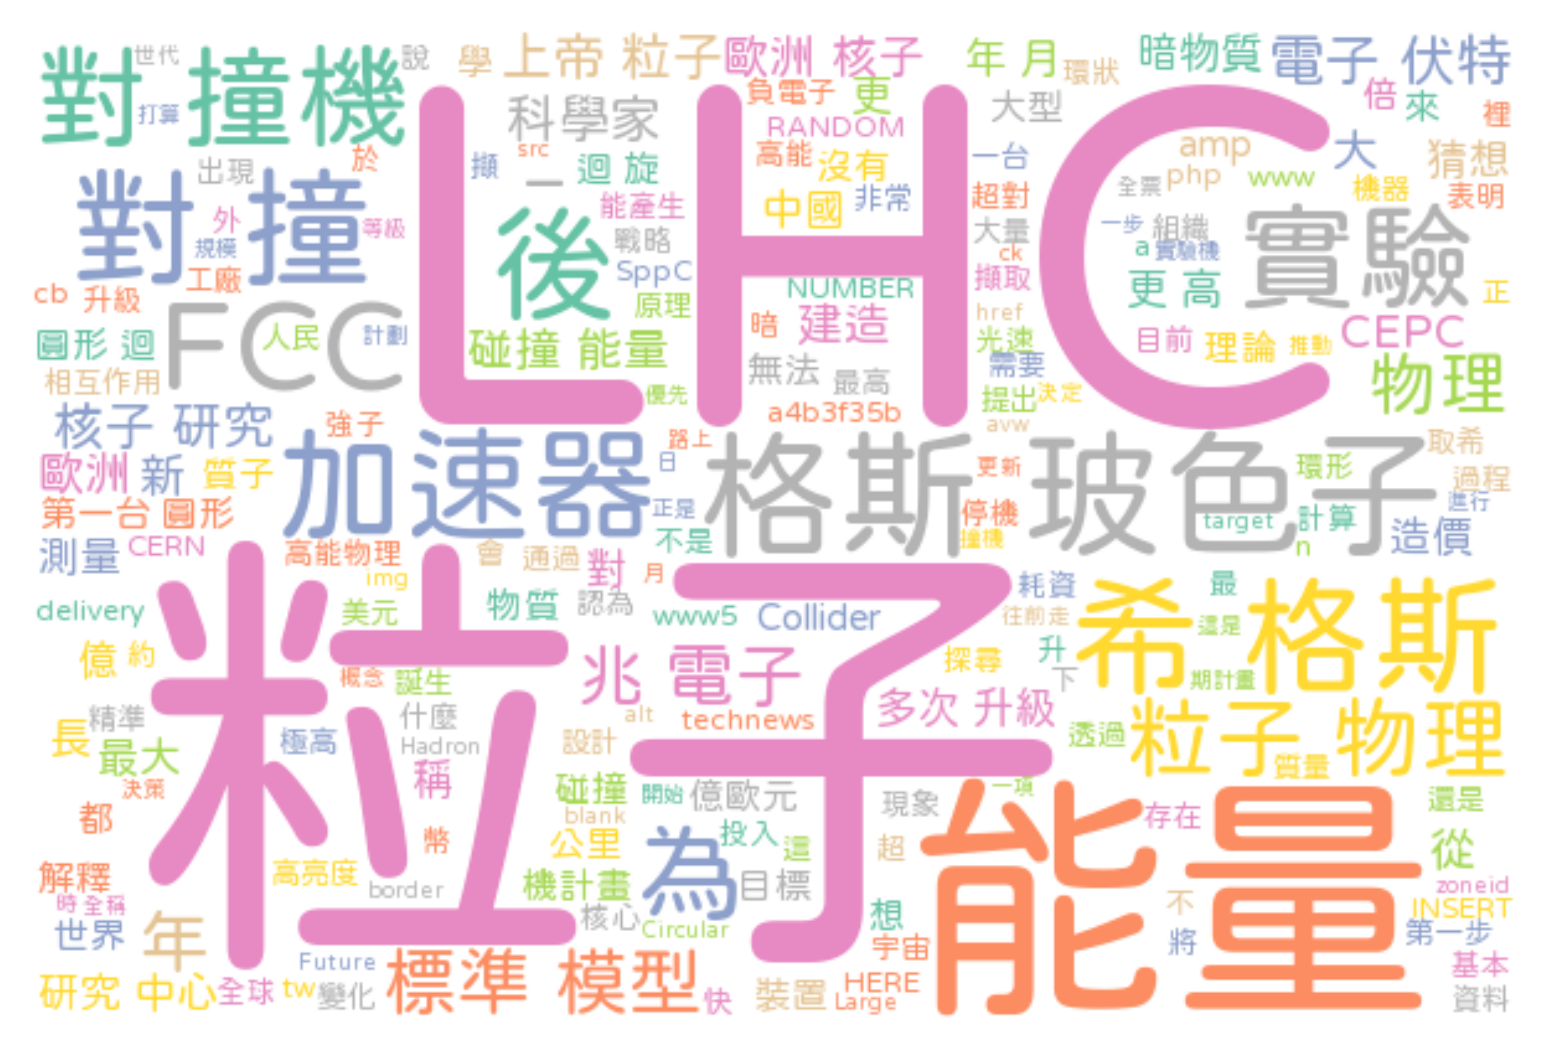 對撞機 世代 說 學 上帝 粒子 歐洲 核子 年 月 環狀 暗物質 電子 伏特
打算 科學家 負電子 更 大型 倍 來 裡
RANDOM
出現 於 擷 src 迴 旋 高能 沒有 一台 大 amp 猜想
對撞 外 等級 一 能產生 中國 非常 超對 全票 php www 機器 表明
LHC
規模 後 戰略 大量 一步 組織 實驗
工廠 SppC ck a 實驗機
cb 升級 原理 NUMBER 擷取 更 高 正
FCC 人民 計劃 碰撞 能量 暗 建造 href 光速 目前 理論 推動 CEPC
圓形 迴
相互作用 優先 無法 最高 需要 物理
核子 研究 強子 a4b3f35b 提出 決定
avw
加速器 路上 格斯 玻色子 取希
歐洲 新 質子 日 更新 環形 過程
第一台 圓形 正是 停機 target 計算 進行
測量 CERN 高能物理 會 通過 對 不是 撞機 n 造價
img 月
delivery 美元 物質 認為 www5 Collider 耗資 最 希 格斯
粒子 往前走 這是
億 約 兆 電子 探尋 升
概念 誕生 下 期計畫
長 精準 什麼 alt technews 多次 升級 透過 粒子 物理
最大 極高 Hadron 設計 質量
決策 稱 碰撞 開始 億歐元 現象 一項 能量 存在 還是
都 幣 blank 投入
公里 為 這 超 從
解釋 高亮度 border 機計畫 目標 zoneid
時 全稱 核心 想 不 INSERT
世界 年 Circular 宇宙 將 第一步
Future 標準 模型 基本
研究 中心 全球 tw 變化 快 裝置 HERE 資料
Large